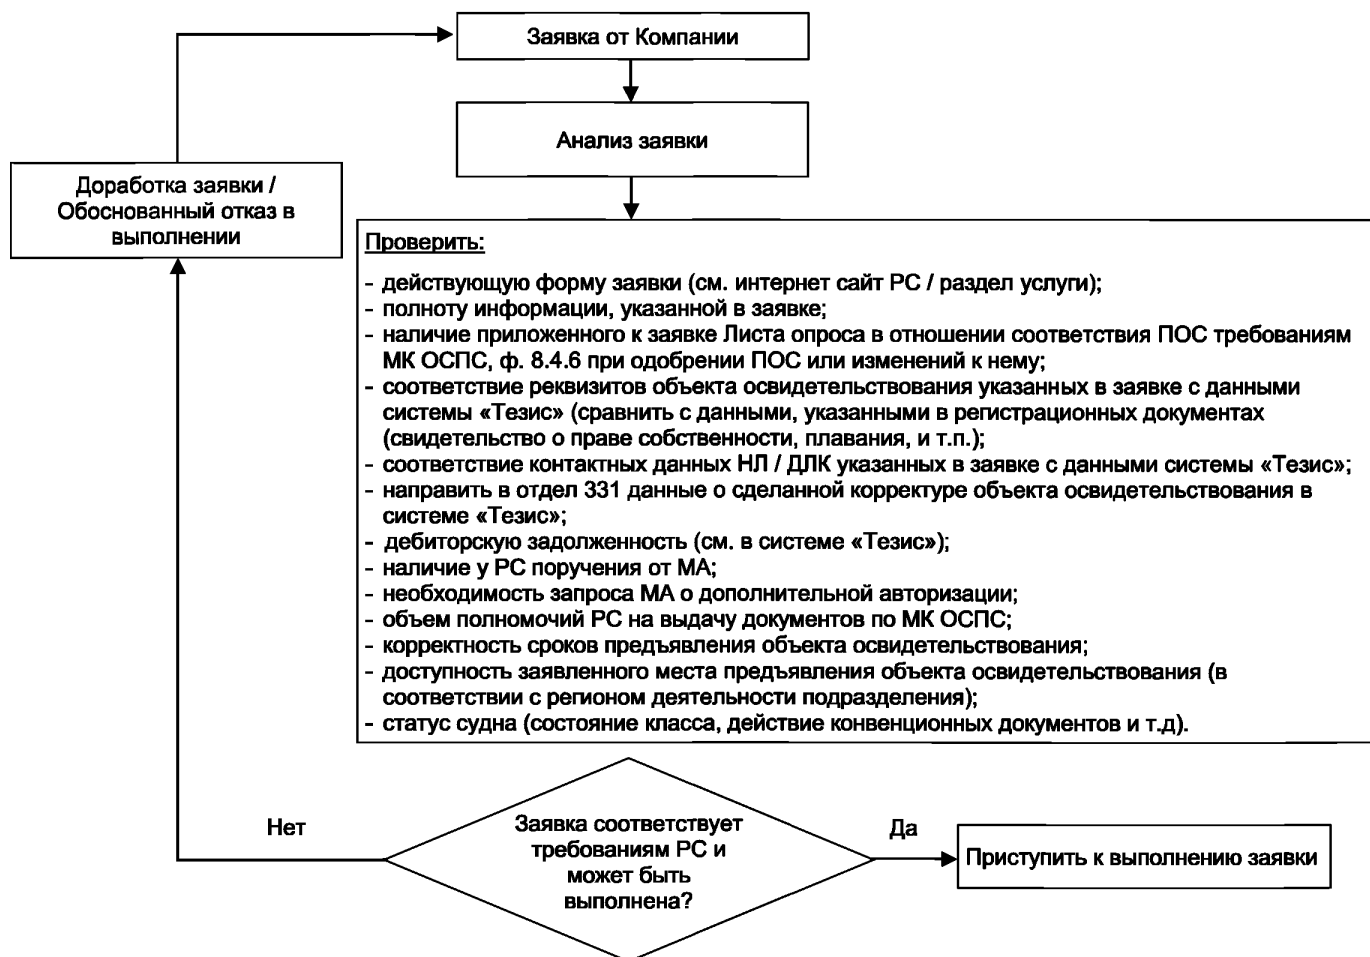 Заявка от Компании
Анализ заявки
Доработка заявки /
Обоснованный отказ в
выполнении
Проверить:
- действующую форму заявки (см. интернет сайт РС / раздел услуги);
- полноту информации, указанной в заявке;
- наличие приложенного к заявке Листа опроса в отношении соответствия ПОС требованиям
МК ОСПС, ф. 8.4.6 при одобрении ПОС или изменений к нему;
- соответствие реквизитов объекта освидетельствования указанных в заявке с данными
системы «Тезис» (сравнить с данными, указанными в регистрационных документах
(свидетельство о праве собственности, плавания, и т.п.);
- соответствие контактных данных НЛ / ДЛК указанных в заявке с данными системы «Тезис»;
- направить в отдел 331 данные о сделанной корректуре объекта освидетельствования в
системе «Тезис»;
- дебиторскую задолженность (см. в системе «Тезис»);
- наличие у РС поручения от МА;
- необходимость запроса МА о дополнительной авторизации;
- объем полномочий РС на выдачу документов по МК ОСПС;
- корректность сроков предъявления объекта освидетельствования;
- доступность заявленного места предъявления объекта освидетельствования (в
соответствии с регионом деятельности подразделения);
- статус судна (состояние класса, действие конвенционных документов и т.д).
Нет
Заявка соответствует
требованиям РС и
может быть
выполнена?
Да
Приступить к выполнению заявки